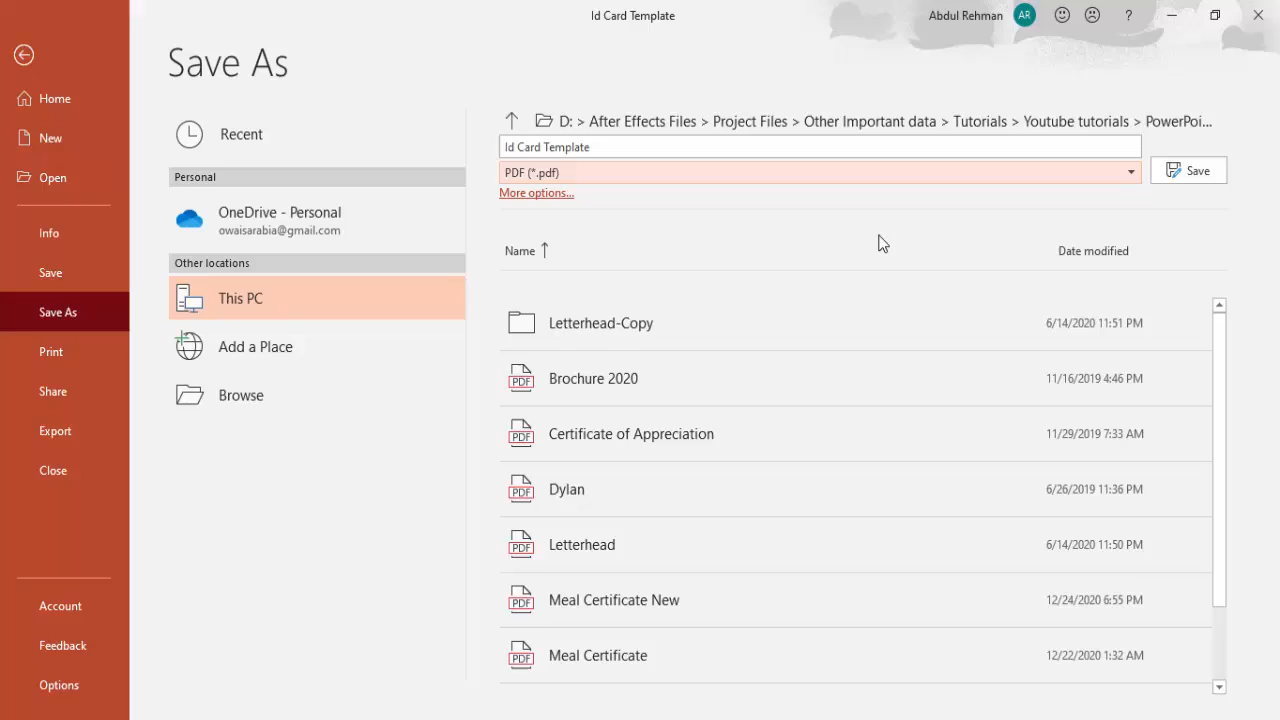 Id Card Template
Abdul Rehman AR ?
Save As
Home
New
Open
Info
Save
Save As
Print
Share
Export
Close
Account
Feedback
Options
Recent
Personal
OneDrive - Personal
owaisarabia@gmail.com
Other locations
This PC
Add a Place
Browse
D: > After Effects Files > Project Files > Other Important data > Tutorials > Youtube tutorials > PowerPoi...
Id Card Template
PDF (*.pdf)
Save
More options...
Name Date modified
Letterhead-Copy 6/14/2020 11:51 PM
PDF Brochure 2020 11/16/2019 4:46 PM
PDF Certificate of Appreciation 11/29/2019 7:33 AM
PDF Dylan 6/26/2019 11:36 PM
PDF Letterhead 6/14/2020 11:50 PM
PDF Meal Certificate New 12/24/2020 6:55 PM
PDF Meal Certificate 12/22/2020 1:32 AM